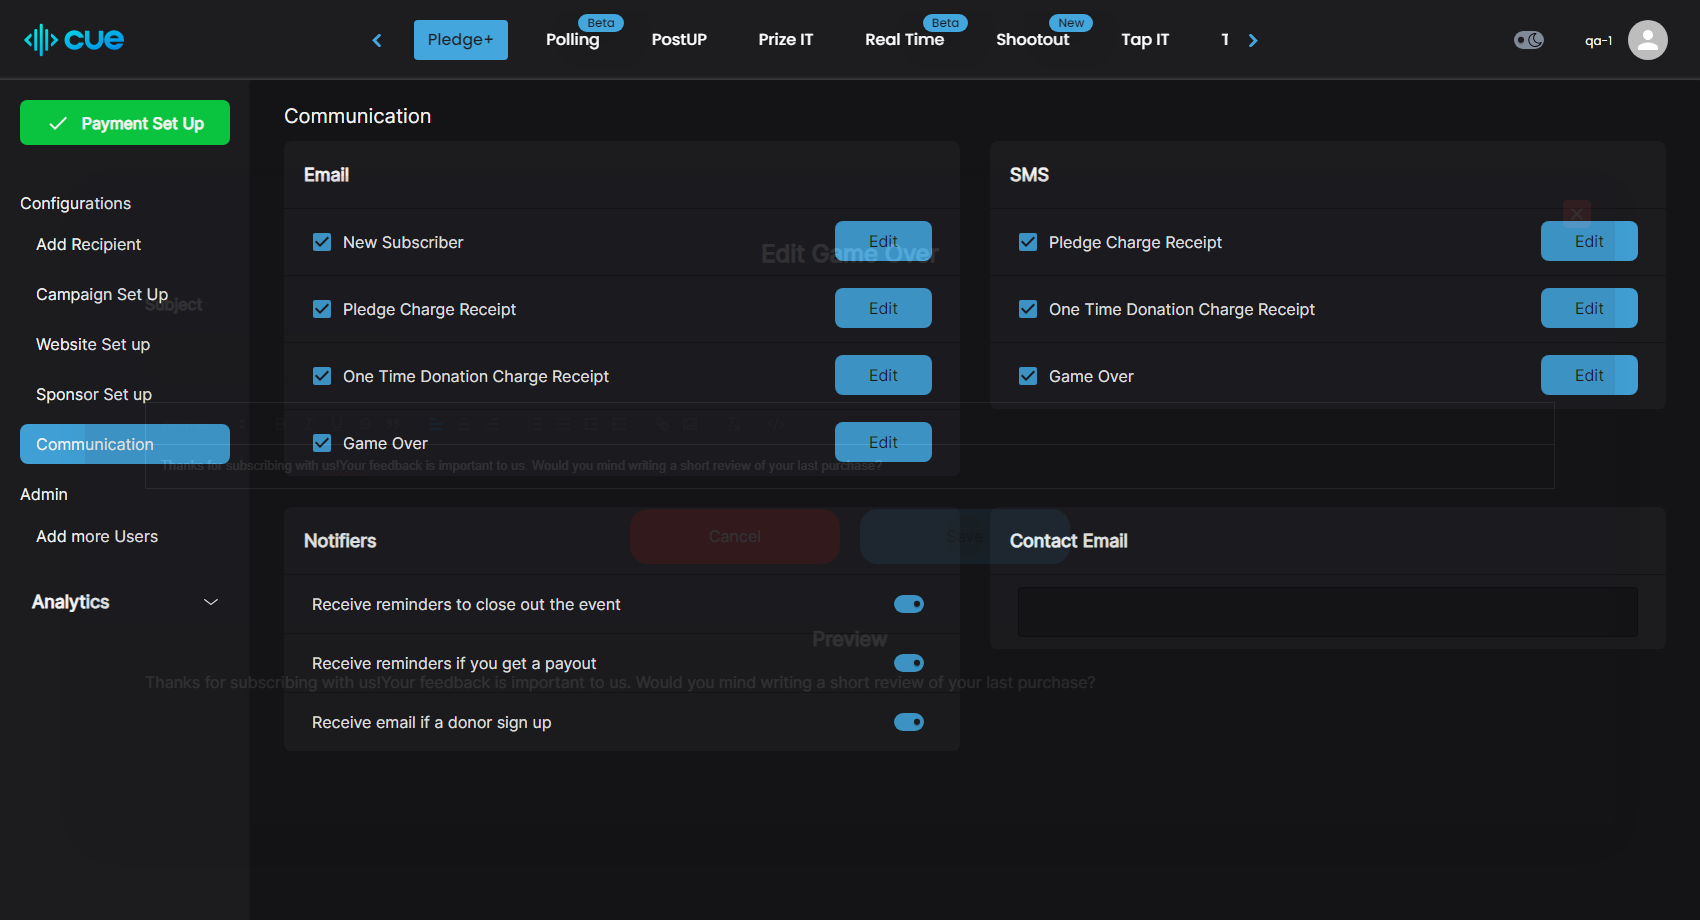 cue
Pledge+
Beta
Polling
PostUP
Prize IT
Beta
Real Time
New
Shootout
Tap IT
T
qa-1
Payment Set Up
Configurations
Add Recipient
Campaign Set Up
Website Set up
Sponsor Set up
Communication
Admin
Add more Users
Analytics
Communication
Email
New Subscriber
Edit
Pledge Charge Receipt
Edit
One Time Donation Charge Receipt
Edit
Game Over
Edit
SMS
Pledge Charge Receipt
Edit
One Time Donation Charge Receipt
Edit
Game Over
Edit
Notifiers
Receive reminders to close out the event
Receive reminders if you get a payout
Receive email if a donor sign up
Contact Email
Edit Game Over
Subject
Thanks for subscribing with us!Your feedback is important to us. Would you mind writing a short review of your last purchase?
Cancel
Save
Preview
Thanks for subscribing with us!Your feedback is important to us. Would you mind writing a short review of your last purchase?